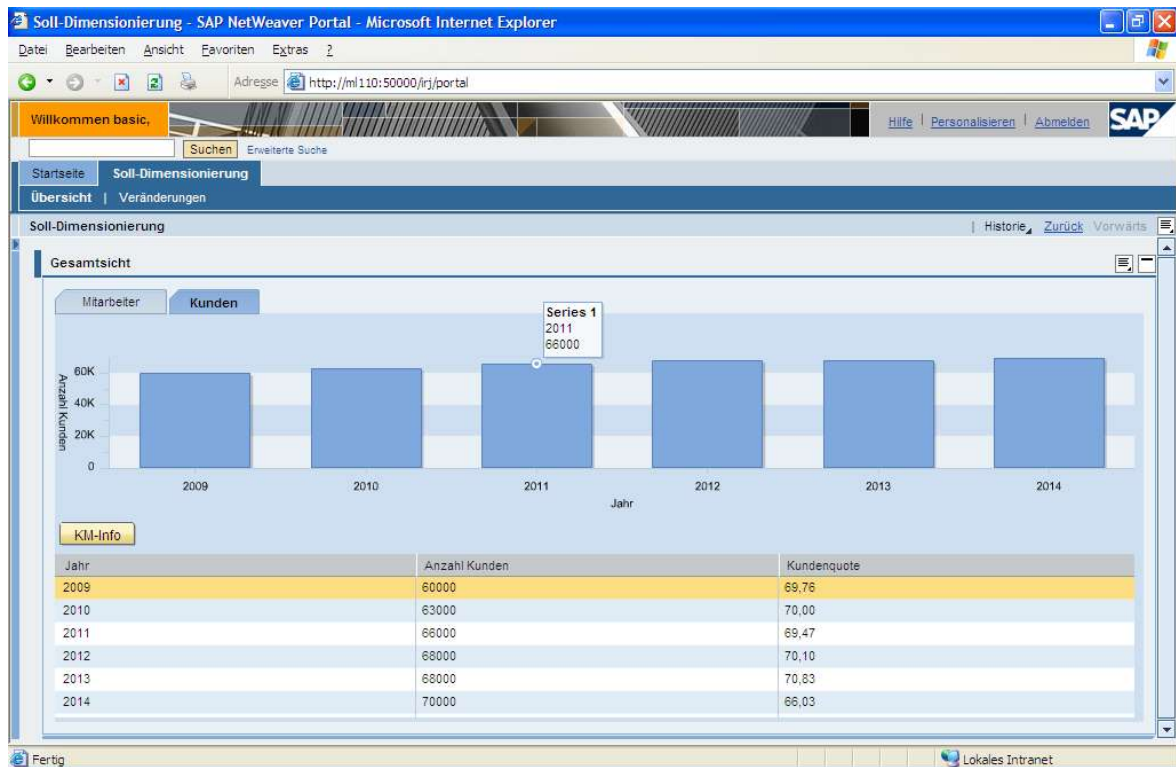 Soll-Dimensionierung - SAP NetWeaver Portal - Microsoft Internet Explorer
Datei Bearbeiten Ansicht Favoriten Extras ?
Adresse http://ml110:50000/irj/portal
Willkommen basic,
Hilfe | Personalisieren | Abmelden SAP
Suchen Erweiterte Suche
Startseite Soll-Dimensionierung
Übersicht | Veränderungen
Soll-Dimensionierung | Historie Zurück Vorwärts
Gesamtsicht
Mitarbeiter Kunden
Series 1
2011
66000
Anzahl Kunden
60K
40K
20K
0
2009 2010 2011 2012 2013 2014
Jahr
KM-Info
Jahr Anzahl Kunden Kundenquote
2009 60000 69,76
2010 63000 70,00
2011 66000 69,47
2012 68000 70,10
2013 68000 70,83
2014 70000 66,03
Fertig Lokales Intranet